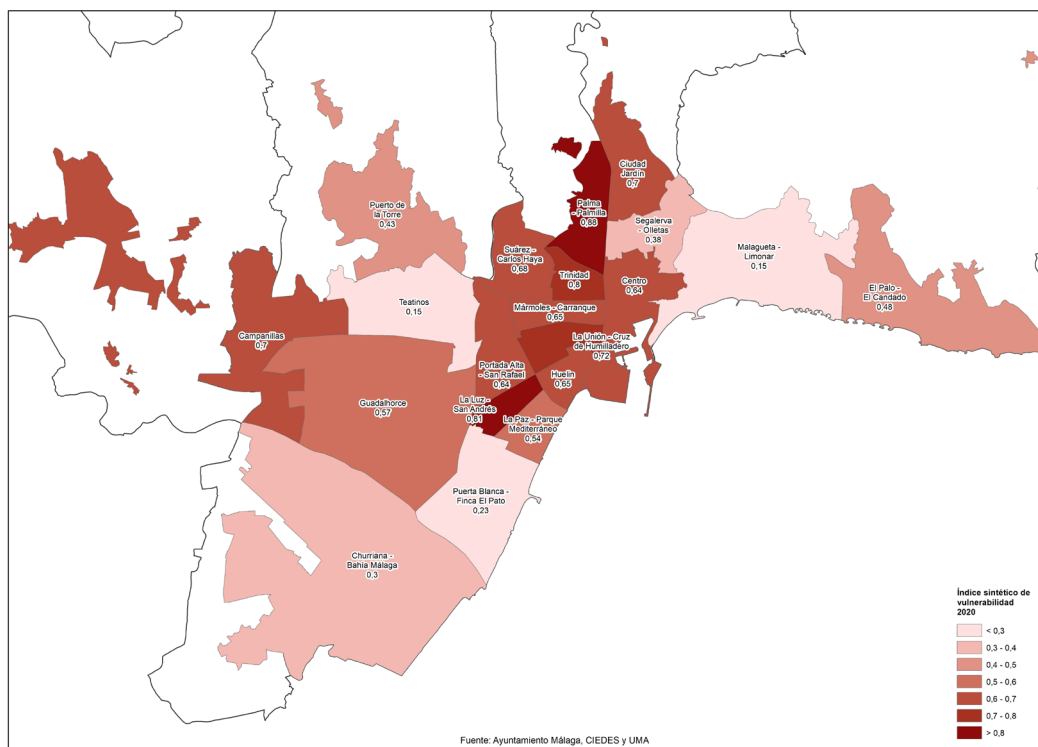 Ciudad
Jardín
0,7
Palma
- Palmilla
0,88
Puerto de
la Torre
0,43
Segalerva -
Olletas
0,38
Suárez -
Carlos Haya
0,68
Malagueta -
Limonar
0,15
Trinidad
0,8
Centro
0,64
El Palo -
El Candado
0,48
Teatinos
0,15
Mármoles - Carranque
0,65
Campanillas
0,7
La Unión - Cruz
de Humilladero
0,72
Portada Alta
- San Rafael
0,64
Huelin
0,65
Guadalhorce
0,57
La Luz -
San Andrés
0,81
La Paz - Parque
Mediterráneo
0,54
Puerta Blanca -
Finca El Pato
0,23
Churriana -
Bahía Málaga
0,3
Índice sintético de
vulnerabilidad
2020
< 0,3
0,3 - 0,4
0,4 - 0,5
0,5 - 0,6
0,6 - 0,7
0,7 - 0,8
> 0,8
Fuente: Ayuntamiento Málaga, CIEDES y UMA